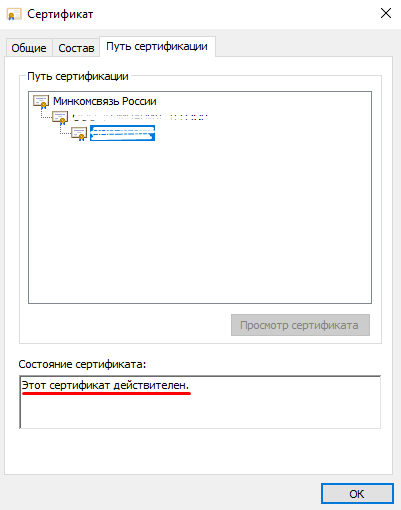 Сертификат
Общие
Состав
Путь сертификации
Путь сертификации
Минкомсвязь России
Просмотр сертификата
Состояние сертификата:
Этот сертификат действителен.
ОК